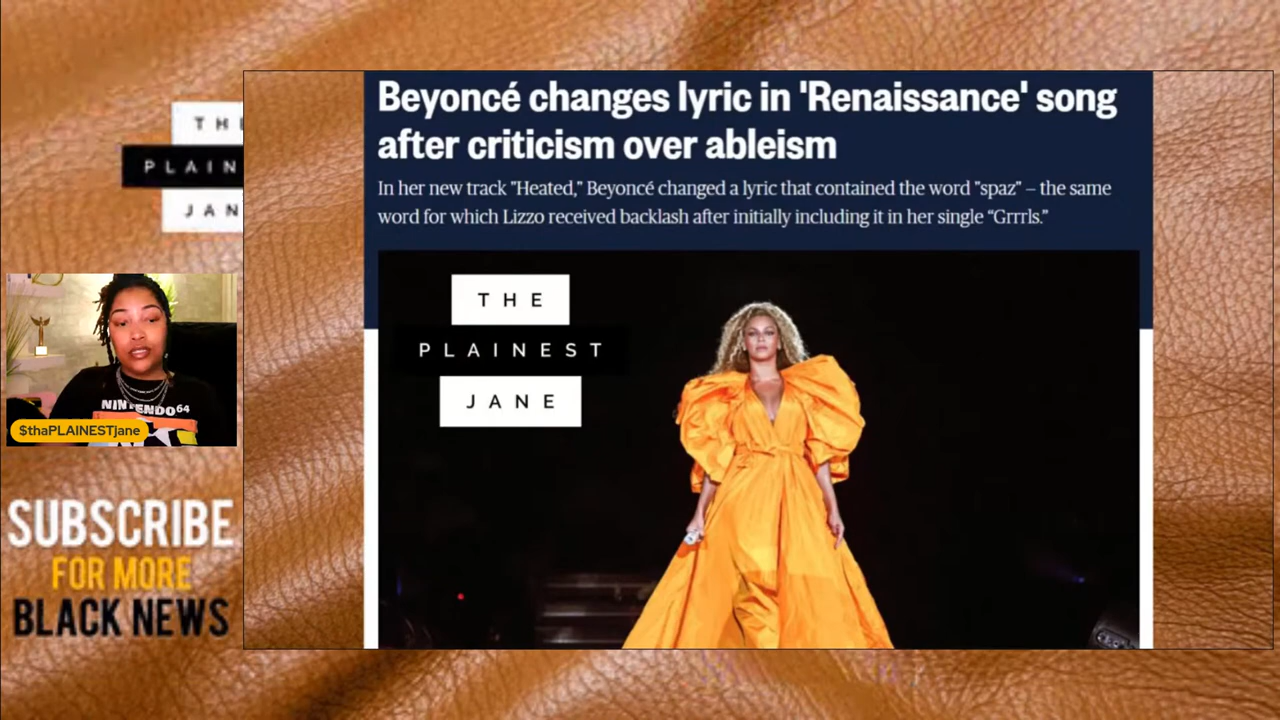 THE
PLAIN
JAN
Beyoncé changes lyric in 'Renaissance' song
after criticism over ableism
In her new track "Heated," Beyoncé changed a lyric that contained the word "spaz" – the same
word for which Lizzo received backlash after initially including it in her single “Grrrls.”
THE
PLAINEST
JANE
NINTENDO64
$thaPLAINESTjane
SUBSCRIBE
FOR MORE
BLACK NEWS